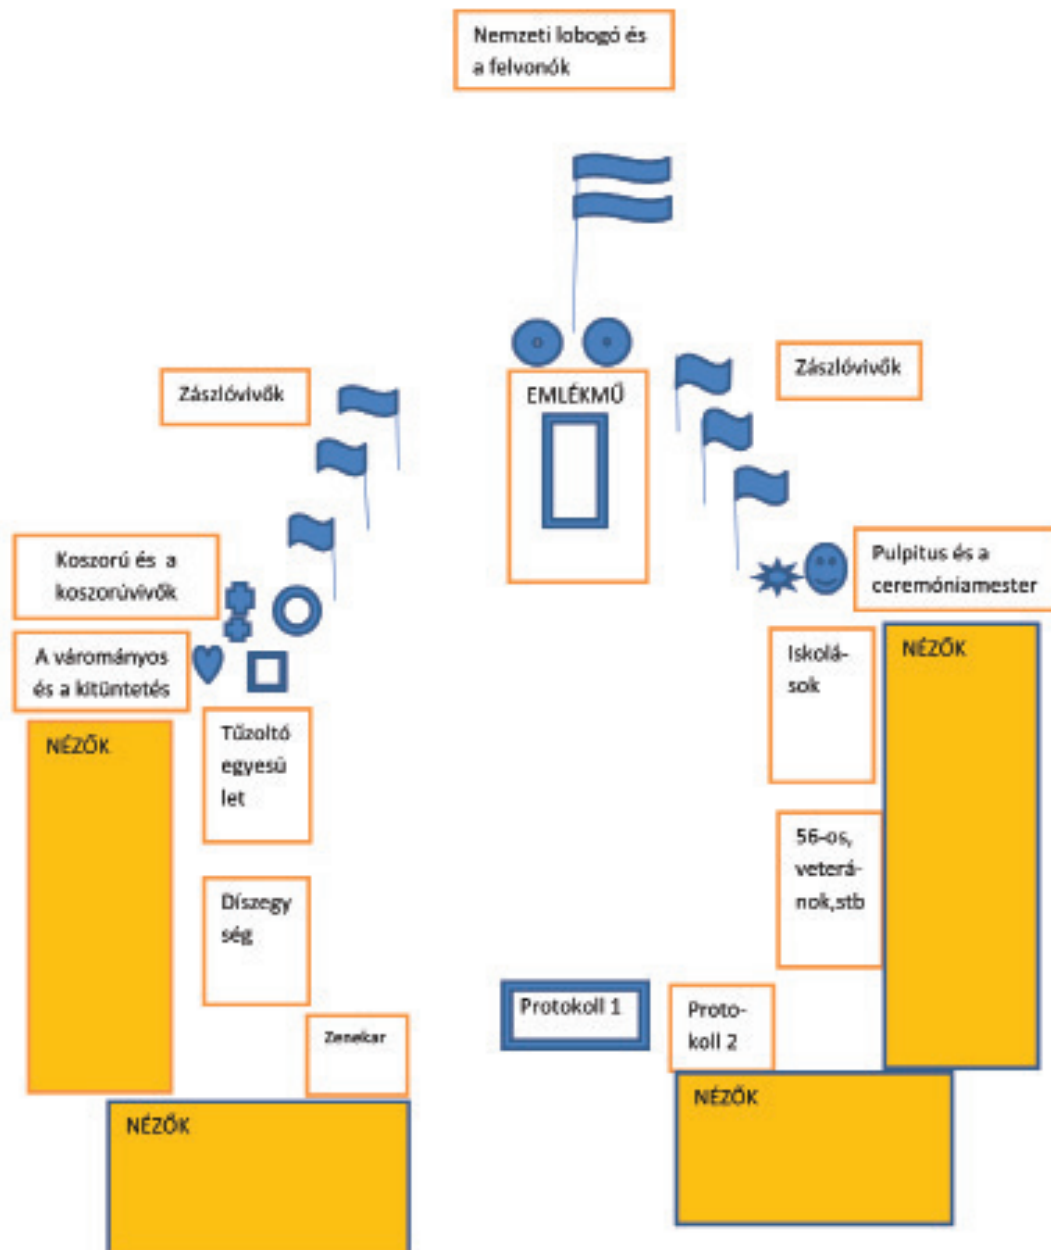 Nemzeti lobogó és
a felvonók
EMLÉKMŰ
Zászlóvivők
Zászlóvivők
Koszorú és a
koszorúvivők
Pulpitus és a
ceremóniamester
A várományos
és a kitüntetés
Iskolá-
sok
NÉZŐK
NÉZŐK
Tűzoltó
egyesü
let
56-os,
veterá-
nok,stb
Díszegy
ség
Protokoll 1
Proto-
koll 2
Zenekar
NÉZŐK
NÉZŐK